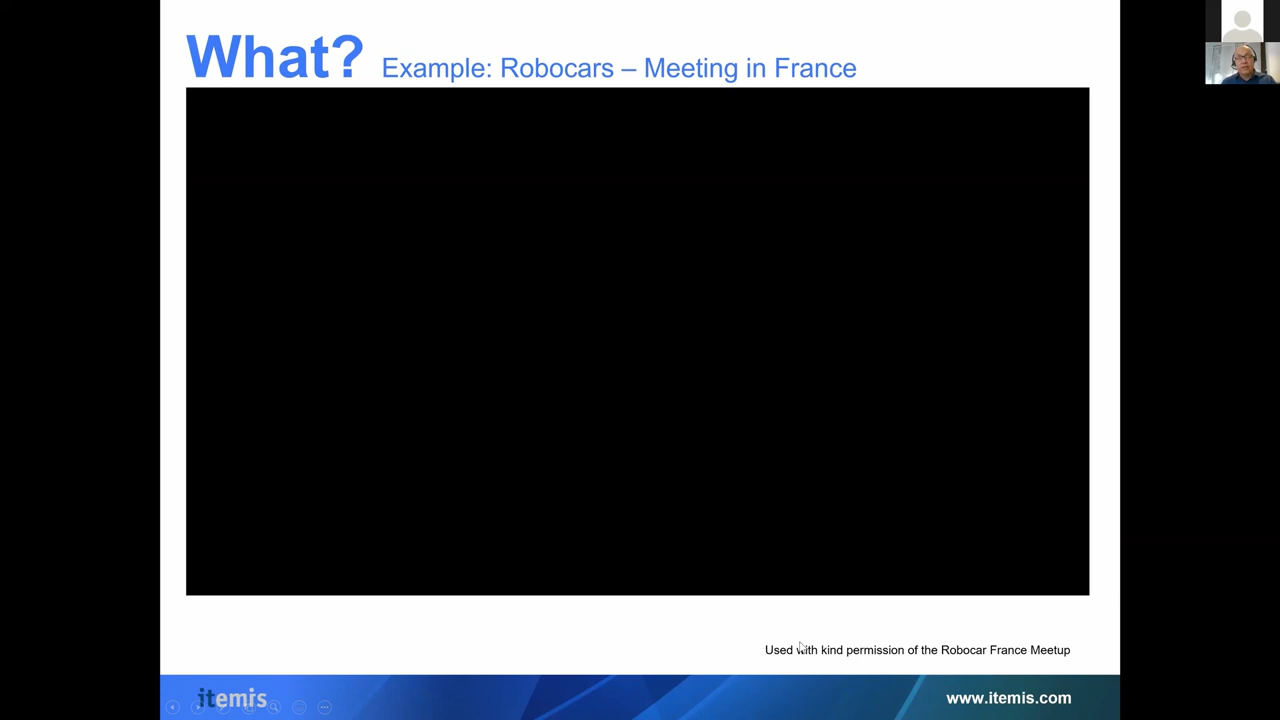 What? Example: Robocars – Meeting in France
Used with kind permission of the Robocar France Meetup
itemis
www.itemis.com